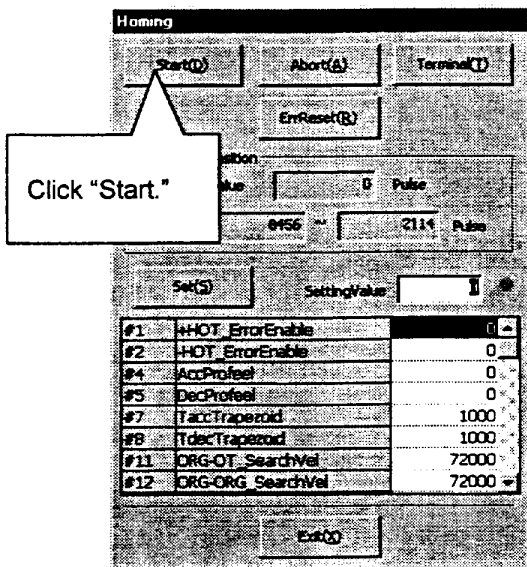 Homing
Start(D) Abort(A) Terminal(T)
ErrReset(R)
Click “Start.”
0 Pulse
8456 ~ 2114 Pulse
Set(S) SettingValue
#1 +HOT_ErrorEnable 0
#2 -HOT_ErrorEnable 0
#4 AccProfeel 0
#5 DecProfeel 0
#7 TaccTrapezoid 1000
#8 TdecTrapezoid 1000
#11 ORG-OT_SearchVel 72000
#12 ORG-ORG_SearchVel 72000
Exit(X)